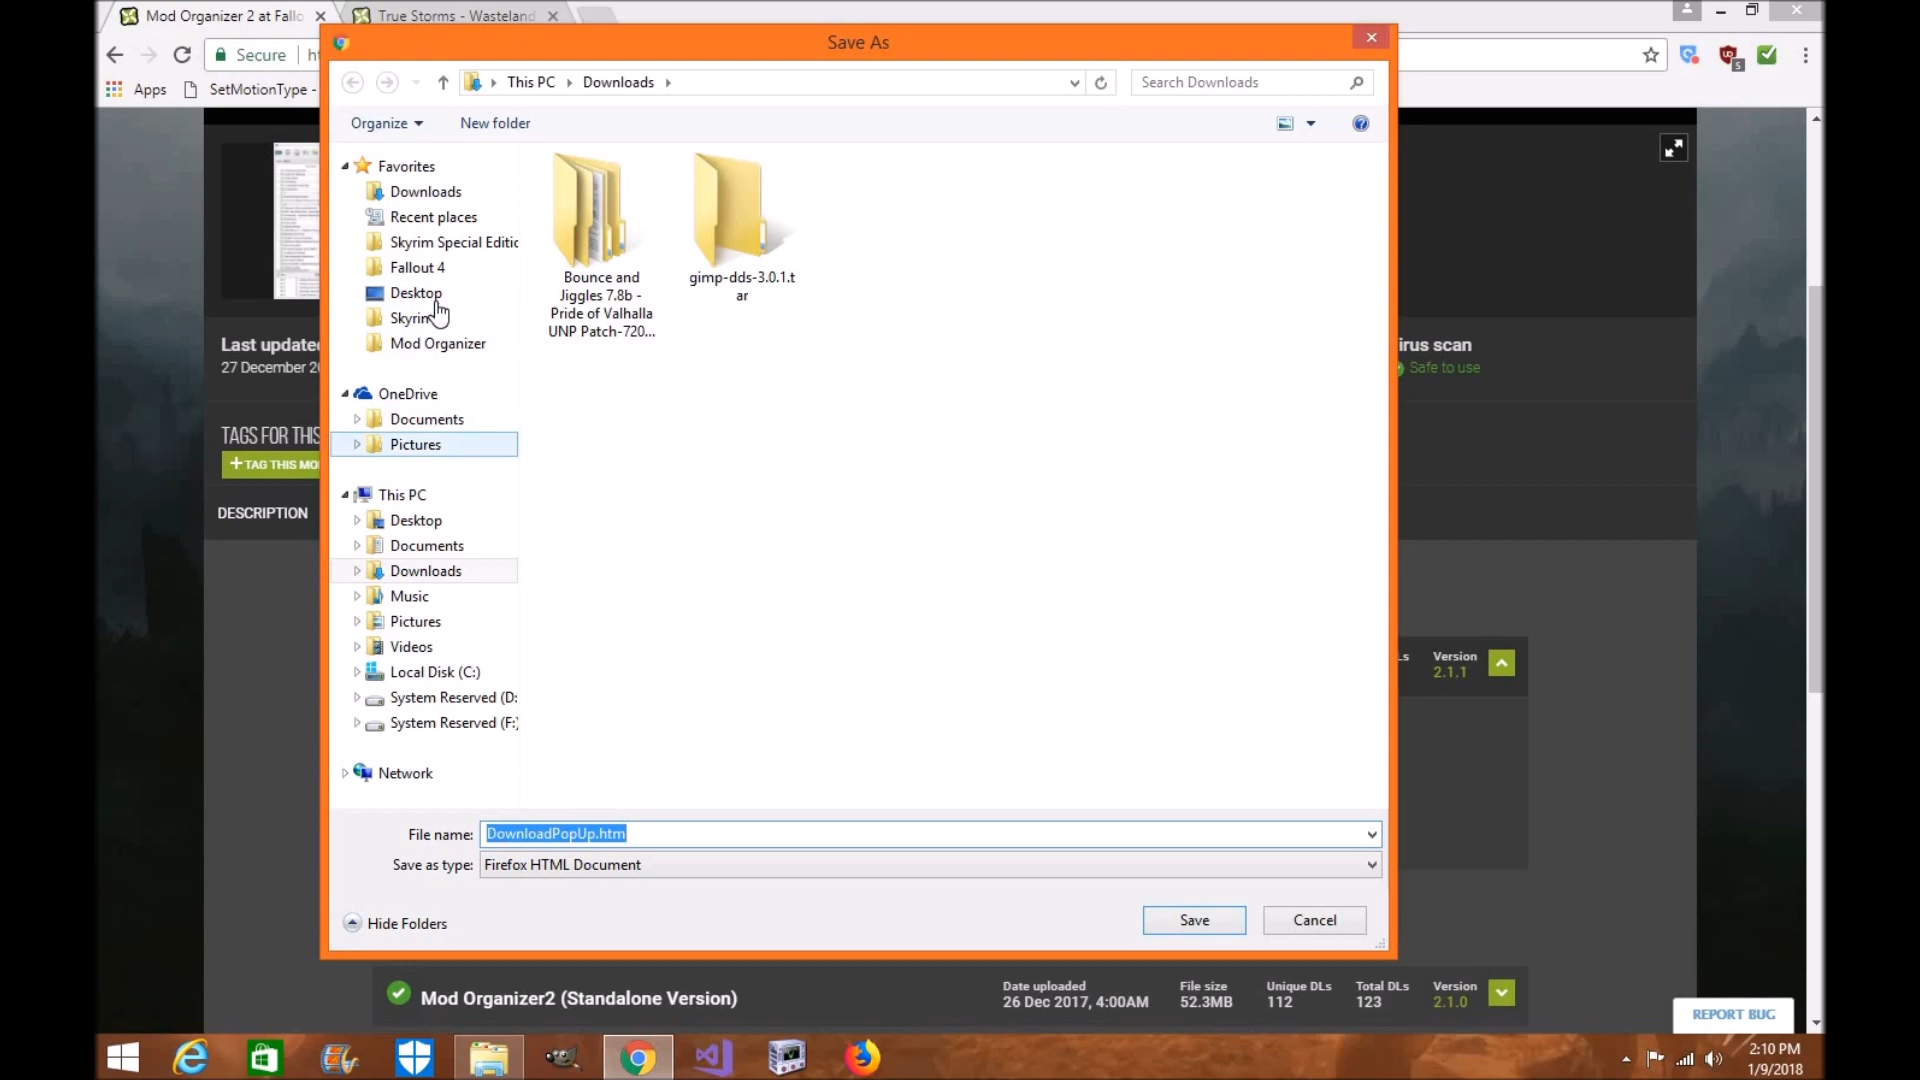 Mod Organizer 2 at Fallo
True Storms - Wasteland
Secure
Apps
SetMotionType -
Save As
This PC
Downloads
Search Downloads
Organize
New folder
Favorites
Downloads
Recent places
Skyrim Special Editic
Fallout 4
Desktop
Skyrim
Mod Organizer
OneDrive
Documents
Pictures
This PC
Desktop
Documents
Downloads
Music
Pictures
Videos
Local Disk (C:)
System Reserved (D:
System Reserved (F:)
Network
Bounce and
Jiggles 7.8b -
Pride of Valhalla
UNP Patch-720...
gimp-dds-3.0.1.t
ar
Last update
27 December 2
TAGS FOR THIS
+TAG THIS MO
DESCRIPTION
irus scan
Safe to use
Ls
Version
2.1.1
File name:
DownloadPopUp.htm
Save as type:
Firefox HTML Document
Hide Folders
Save
Cancel
Mod Organizer2 (Standalone Version)
Date uploaded
26 Dec 2017, 4:00AM
File size
52.3MB
Unique DLs
112
Total DLs
123
Version
2.1.0
REPORT BUG
2:10 PM
1/9/2018